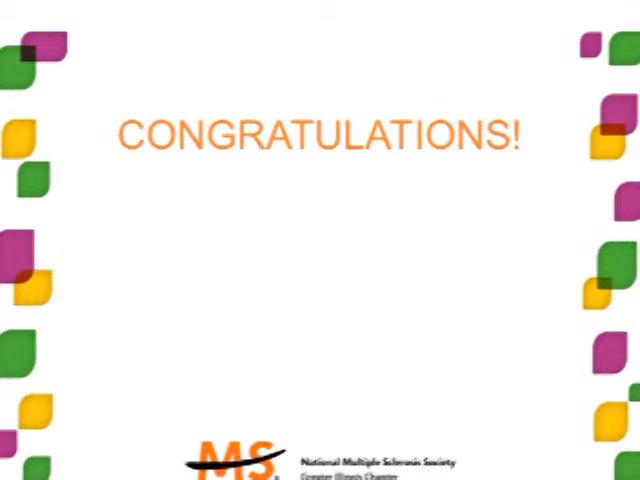 CONGRATULATIONS!
MS
National Multiple Sclerosis Society
Greater Illinois Chapter